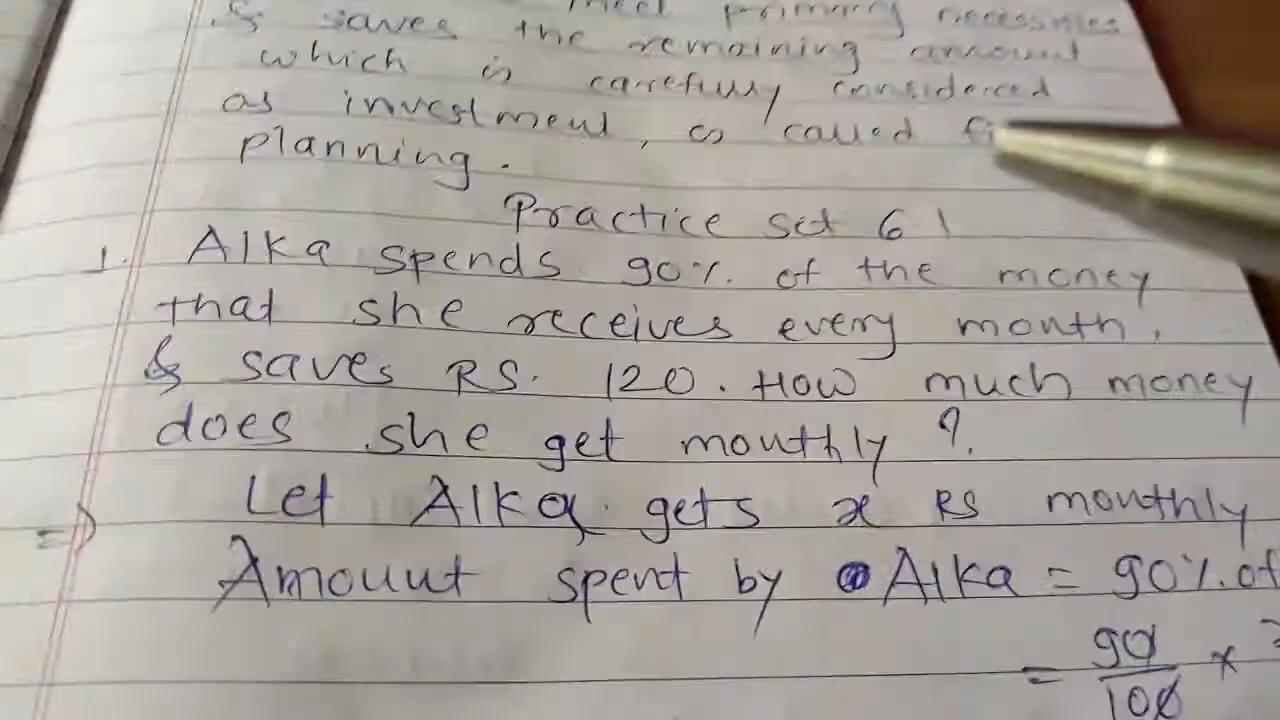 & saves the remaining amount
which is carefully considered
as investment, is called
planning.
Practice set 6 1
1. Alka spends 90%. of the money
that she receives every month.
& saves RS. 120. How much money
does she get monthly ?
=) Let Alka gets x RS monthly
Amount spent by Alka = 90%. of
= 90/100 ×